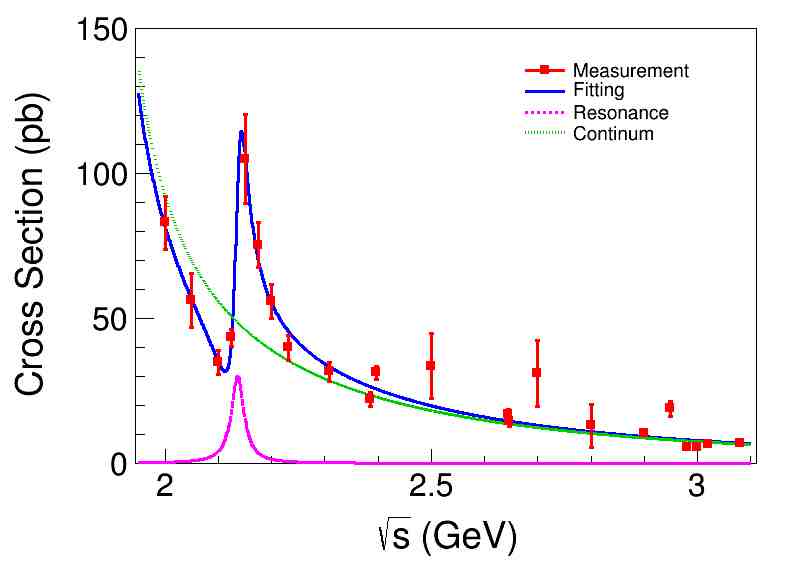 150
100
50
0
Cross Section (pb)
Measurement
Fitting
Resonance
Continum
2
2.5
3
√s (GeV)